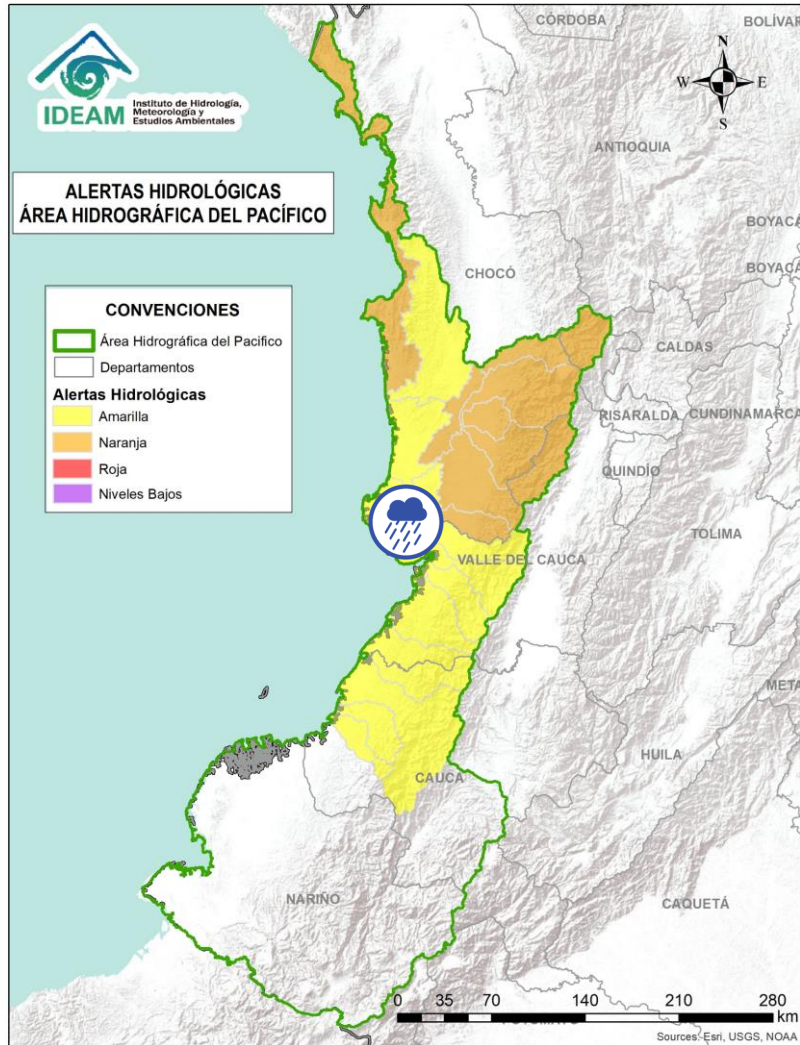 CÓRDOBA
BOLÍVAR
N
W E
S
IDEAM
Instituto de Hidrología,
Meteorología y
Estudios Ambientales
ANTIOQUIA
ALERTAS HIDROLÓGICAS
ÁREA HIDROGRÁFICA DEL PACÍFICO
BOYACÁ
CHOCÓ
BOYACÁ
CONVENCIONES
Área Hidrográfica del Pacifico
Departamentos
Alertas Hidrológicas
Amarilla
Naranja
Roja
Niveles Bajos
CALDAS
RISARALDA
CUNDINAMARCA
QUINDÍO
TOLIMA
VALLE DEL CAUCA
META
HUILA
CAUCA
NARIÑO
CAQUETÁ
0 35 70 140 210 280
km
Sources: Esri, USGS, NOAA